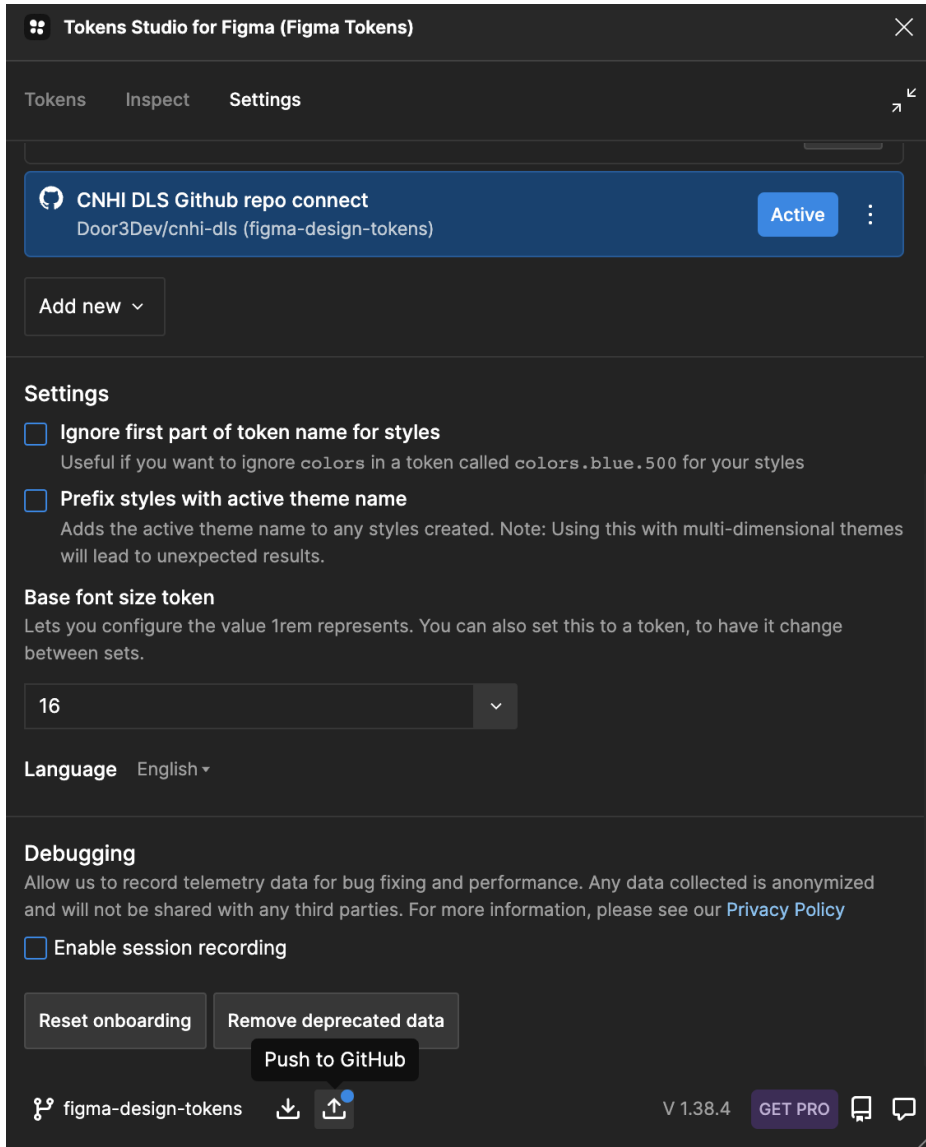 Tokens Studio for Figma (Figma Tokens)
Tokens Inspect Settings
CNHI DLS Github repo connect
Door3Dev/cnhi-dls (figma-design-tokens)
Active
Add new
Settings
Ignore first part of token name for styles
Useful if you want to ignore colors in a token called colors.blue.500 for your styles
Prefix styles with active theme name
Adds the active theme name to any styles created. Note: Using this with multi-dimensional themes
will lead to unexpected results.
Base font size token
Lets you configure the value 1rem represents. You can also set this to a token, to have it change
between sets.
16
Language English
Debugging
Allow us to record telemetry data for bug fixing and performance. Any data collected is anonymized
and will not be shared with any third parties. For more information, please see our Privacy Policy
Enable session recording
Reset onboarding Remove deprecated data
Push to GitHub
figma-design-tokens V 1.38.4 GET PRO